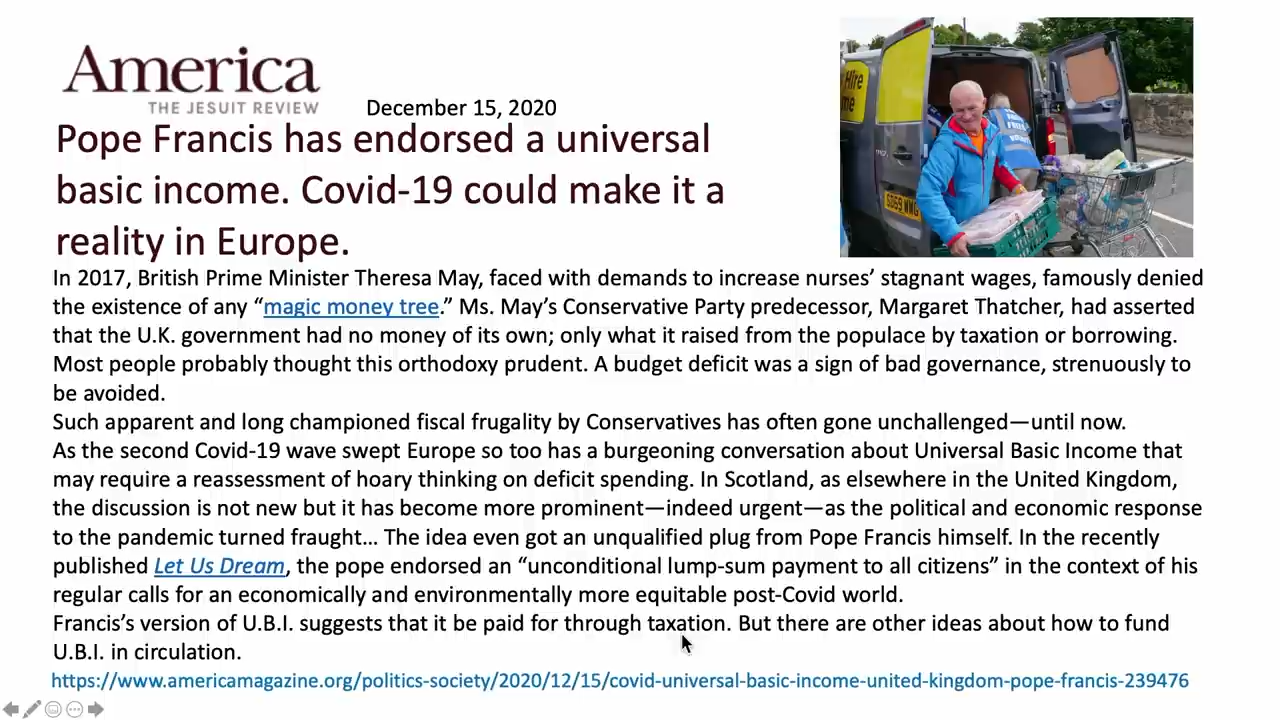 America
THE JESUIT REVIEW
December 15, 2020
Pope Francis has endorsed a universal
basic income. Covid-19 could make it a
reality in Europe.
In 2017, British Prime Minister Theresa May, faced with demands to increase nurses’ stagnant wages, famously denied
the existence of any “magic money tree.” Ms. May’s Conservative Party predecessor, Margaret Thatcher, had asserted
that the U.K. government had no money of its own; only what it raised from the populace by taxation or borrowing.
Most people probably thought this orthodoxy prudent. A budget deficit was a sign of bad governance, strenuously to
be avoided.
Such apparent and long championed fiscal frugality by Conservatives has often gone unchallenged—until now.
As the second Covid-19 wave swept Europe so too has a burgeoning conversation about Universal Basic Income that
may require a reassessment of hoary thinking on deficit spending. In Scotland, as elsewhere in the United Kingdom,
the discussion is not new but it has become more prominent—indeed urgent—as the political and economic response
to the pandemic turned fraught... The idea even got an unqualified plug from Pope Francis himself. In the recently
published Let Us Dream, the pope endorsed an “unconditional lump-sum payment to all citizens” in the context of his
regular calls for an economically and environmentally more equitable post-Covid world.
Francis’s version of U.B.I. suggests that it be paid for through taxation. But there are other ideas about how to fund
U.B.I. in circulation.
https://www.americamagazine.org/politics-society/2020/12/15/covid-universal-basic-income-united-kingdom-pope-francis-239476